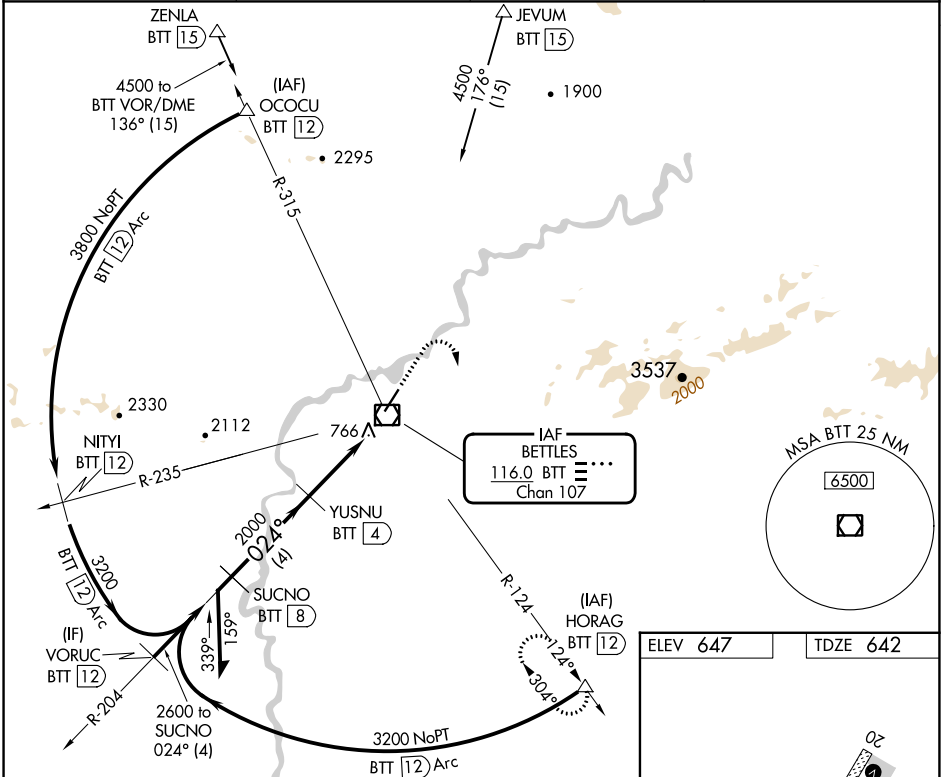 ZENLA
BTT 15
JEVUM
BTT 15
4500 to
BTT VOR/DME
136° (15)
(IAF)
OCOCU
BTT 12
4500
176°
(15)
1900
2295
R-315
3800 NoPT
BTT 12 Arc
3537
2000
2330
2112
766
NITYI
BTT 12
R-235
IAF
BETTLES
116.0 BTT
Chan 107
MSA BTT 25 NM
6500
YUSNU
BTT 4
2000
024°
(4)
3200
BTT 12 Arc
SUCNO
BTT 8
R-124
(IAF)
HORAG
BTT 12
(IF)
VORUC
BTT 12
339°
159°
124°
304°
R-204
2600 to
SUCNO
024° (4)
3200 NoPT
BTT 12 Arc
ELEV 647
TDZE 642
20